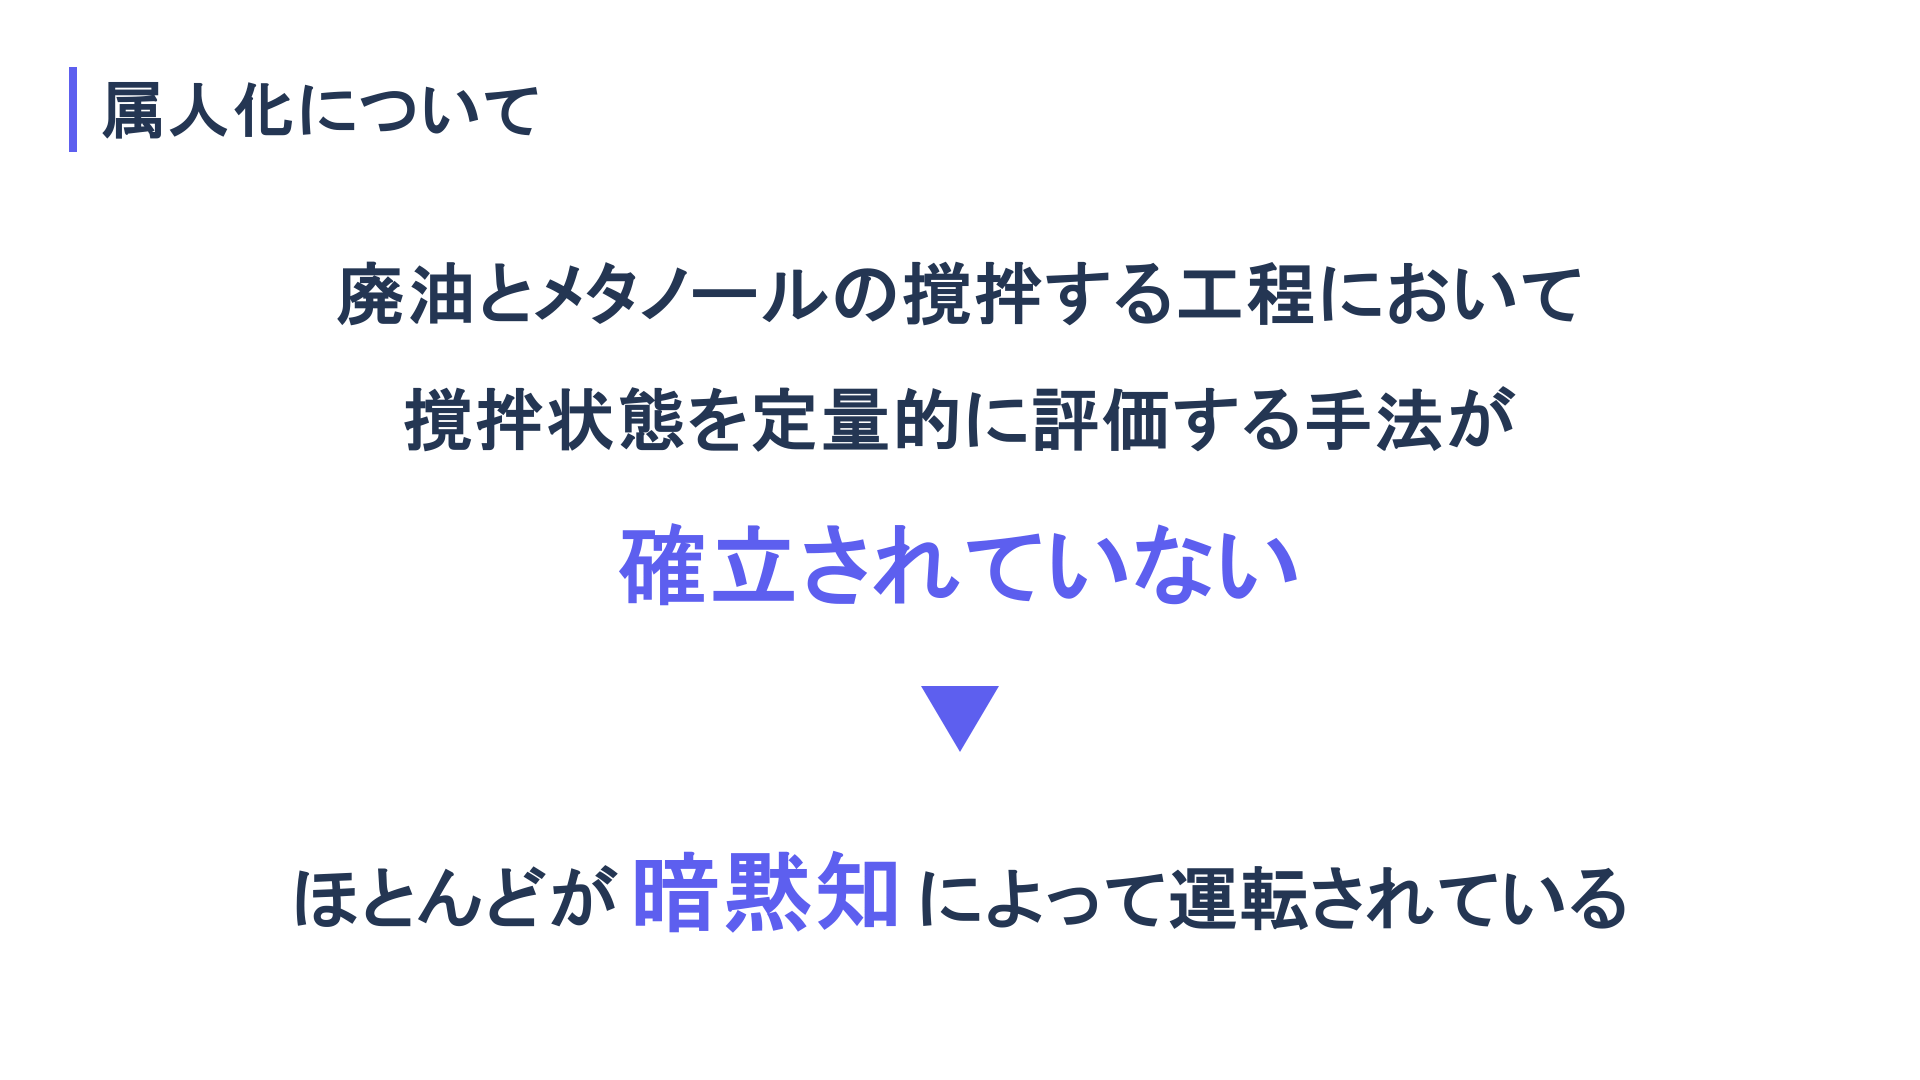 属人化について
廃油とメタノールの撹拌する工程において
撹拌状態を定量的に評価する手法が
確立されていない
ほとんどが暗黙知によって運転されている